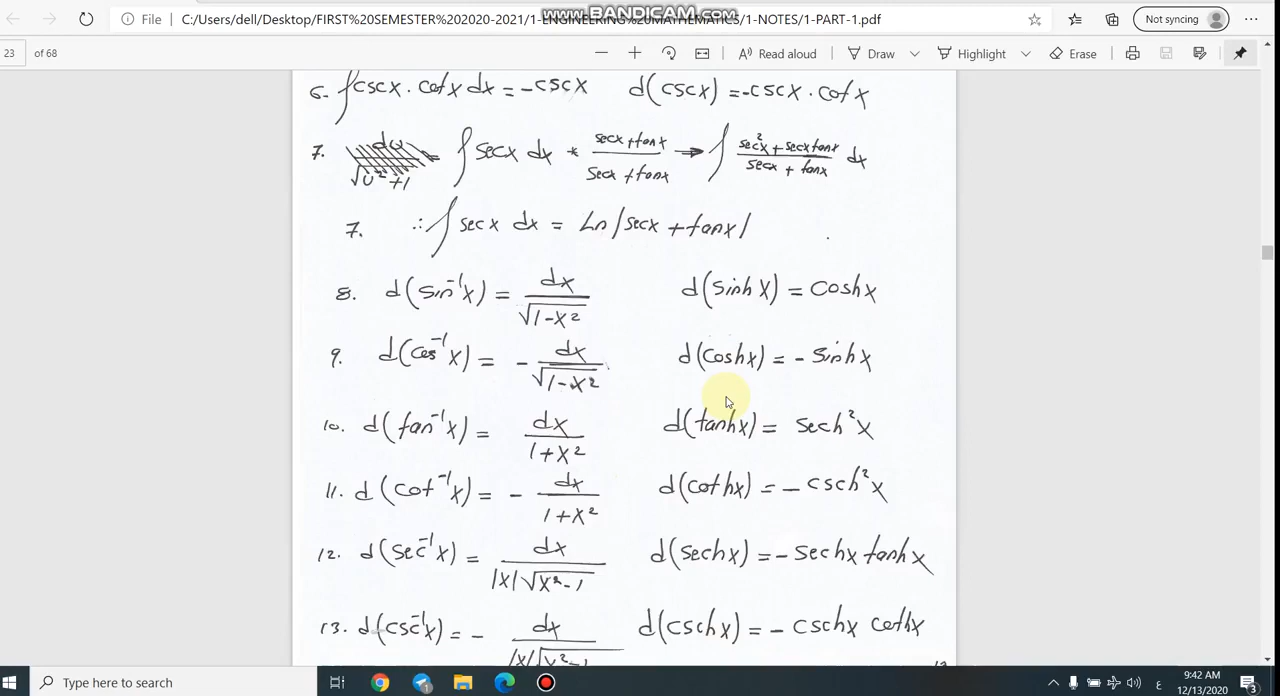 www.BANDICAM.com
File C:/Users/dell/Desktop/FIRST%20SEMESTER%202020-2021/1-ENGINEERING%20MATHEMATICS/1-NOTES/1-PART-1.pdf Not syncing
23 of 68 Read aloud Draw Highlight Erase
6. ∫cscx . cotx dx = -cscx d(cscx) = -cscx . cotx
7. du/√u²+1 = ∫ secx dx * (secx+tanx)/(secx+tanx) → ∫ (sec²x+secxtanx)/(secx+tanx) dx
7. ∴ ∫ secx dx = Ln|secx+tanx|
8. d(sin⁻¹x) = dx/√(1-x²) d(sinhx) = coshx
9. d(cos⁻¹x) = - dx/√(1-x²) d(coshx) = - sinhx
10. d(tan⁻¹x) = dx/(1+x²) d(tanhx) = sech²x
11. d(cot⁻¹x) = - dx/(1+x²) d(cothx) = - csch²x
12. d(sec⁻¹x) = dx/(|x|√(x²-1)) d(sechx) = - sechx tanhx
13. d(csc⁻¹x) = - dx/(|x|√(x²-1)) d(cschx) = - cschx cothx
Type here to search ع 9:42 AM
12/13/2020 3